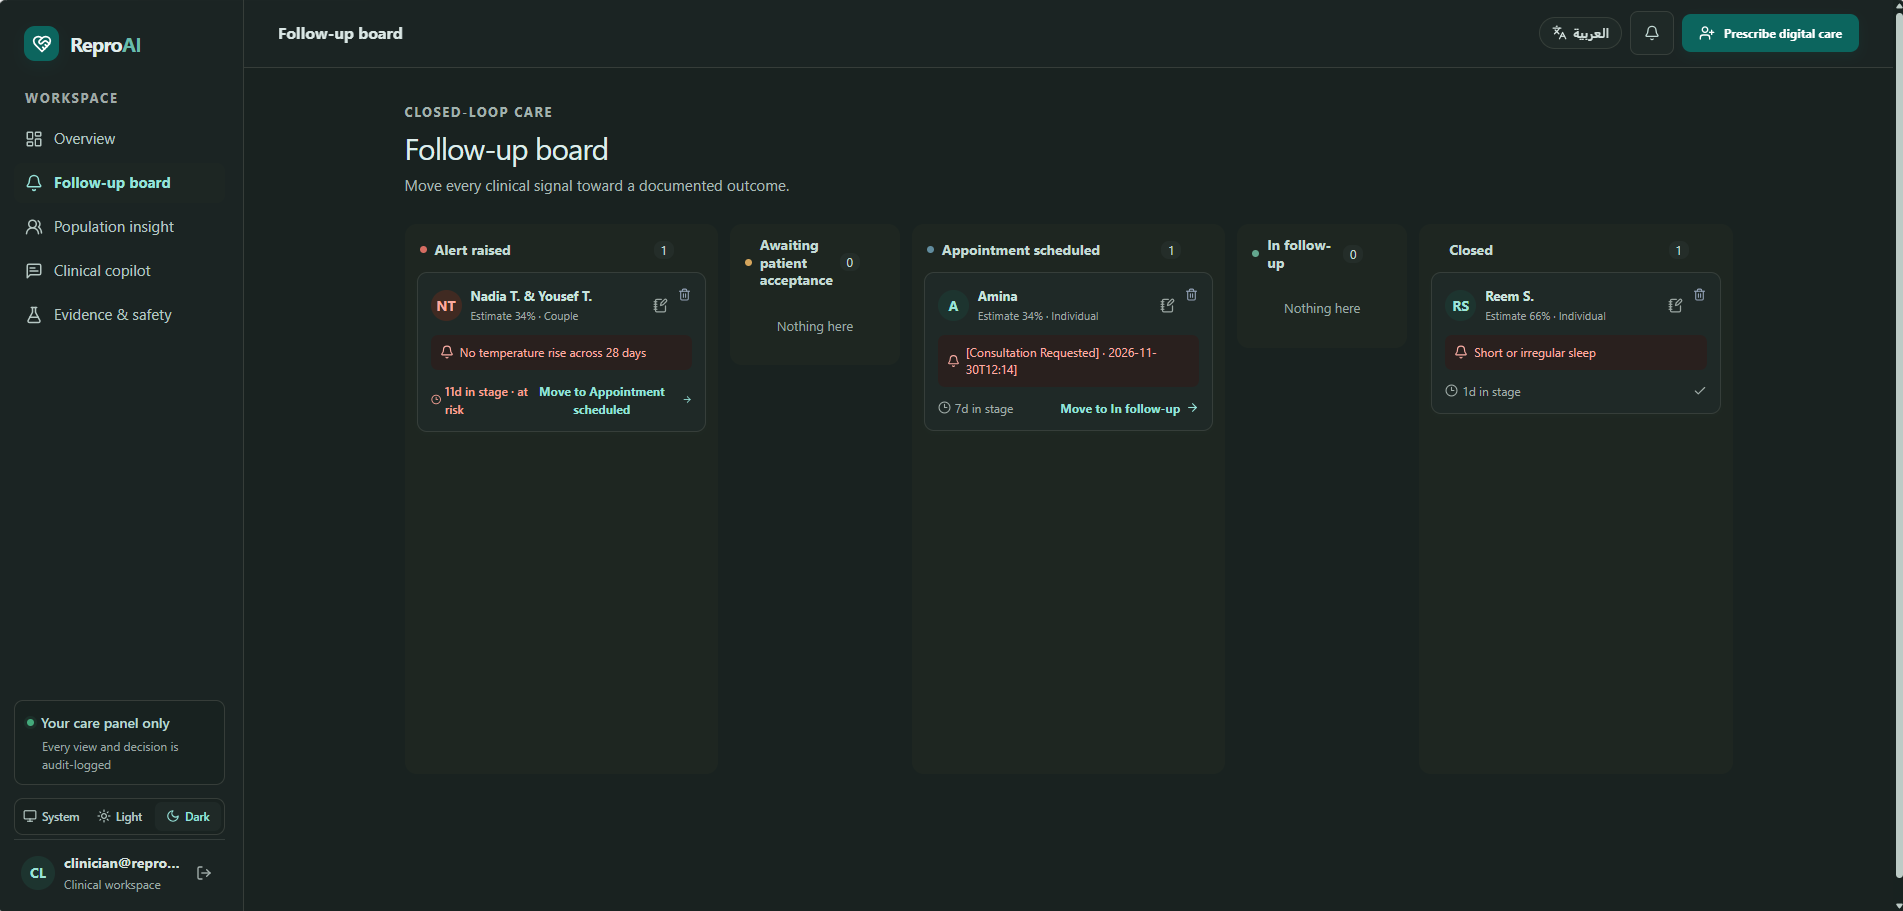 ReproAI
WORKSPACE
Overview
Follow-up board
Population insight
Clinical copilot
Evidence & safety
Your care panel only
Every view and decision is
audit-logged
System
Light
Dark
CL
clinician@repro...
Clinical workspace
Follow-up board
العربية
Prescribe digital care
CLOSED-LOOP CARE
Follow-up board
Move every clinical signal toward a documented outcome.
Alert raised 1
NT
Nadia T. & Yousef T.
Estimate 34% · Couple
No temperature rise across 28 days
11d in stage · at
risk
Move to Appointment
scheduled →
Awaiting
patient
acceptance
0
Nothing here
Appointment scheduled 1
A
Amina
Estimate 34% · Individual
[Consultation Requested] · 2026-11-
30T12:14]
7d in stage
Move to In follow-up →
In follow-
up
0
Nothing here
Closed 1
RS
Reem S.
Estimate 66% · Individual
Short or irregular sleep
1d in stage